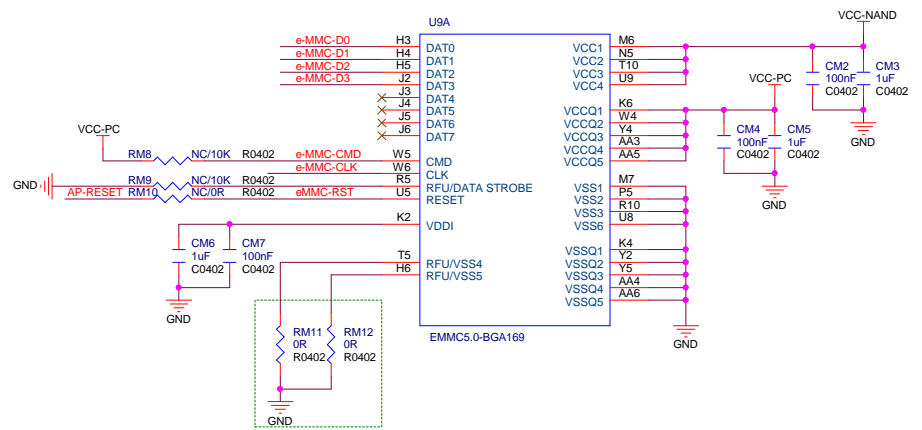 U9A
VCC-NAND
e-MMC-D0 H3 DAT0 VCC1 M6
e-MMC-D1 H4 DAT1 VCC2 N5
e-MMC-D2 H5 DAT2 VCC3 T10
e-MMC-D3 J2 DAT3 VCC4 U9
CM2 CM3
100nF 1uF
C0402 C0402
GND
VCC-PC
J3 DAT4
J4 DAT5 VCCQ1 K6
J5 DAT6 VCCQ2 W4
J6 DAT7 VCCQ3 Y4
VCCQ4 AA3
VCCQ5 AA5
CM4 CM5
100nF 1uF
C0402 C0402
GND
VCC-PC
RM8 NC/10K R0402 e-MMC-CMD W5 CMD
e-MMC-CLK W6 CLK
GND RM9 NC/10K R0402 R5 RFU/DATA STROBE VSS1 M7
AP-RESET RM10 NC/0R R0402 eMMC-RST U5 RESET VSS2 P5
VSS3 R10
K2 VDDI VSS6 U8
CM6 CM7
1uF 100nF
C0402 C0402
GND
VSSQ1 K4
T5 RFU/VSS4 VSSQ2 Y2
H6 RFU/VSS5 VSSQ3 Y5
VSSQ4 AA4
VSSQ5 AA6
GND
RM11 RM12
0R 0R
R0402 R0402
GND
EMMC5.0-BGA169